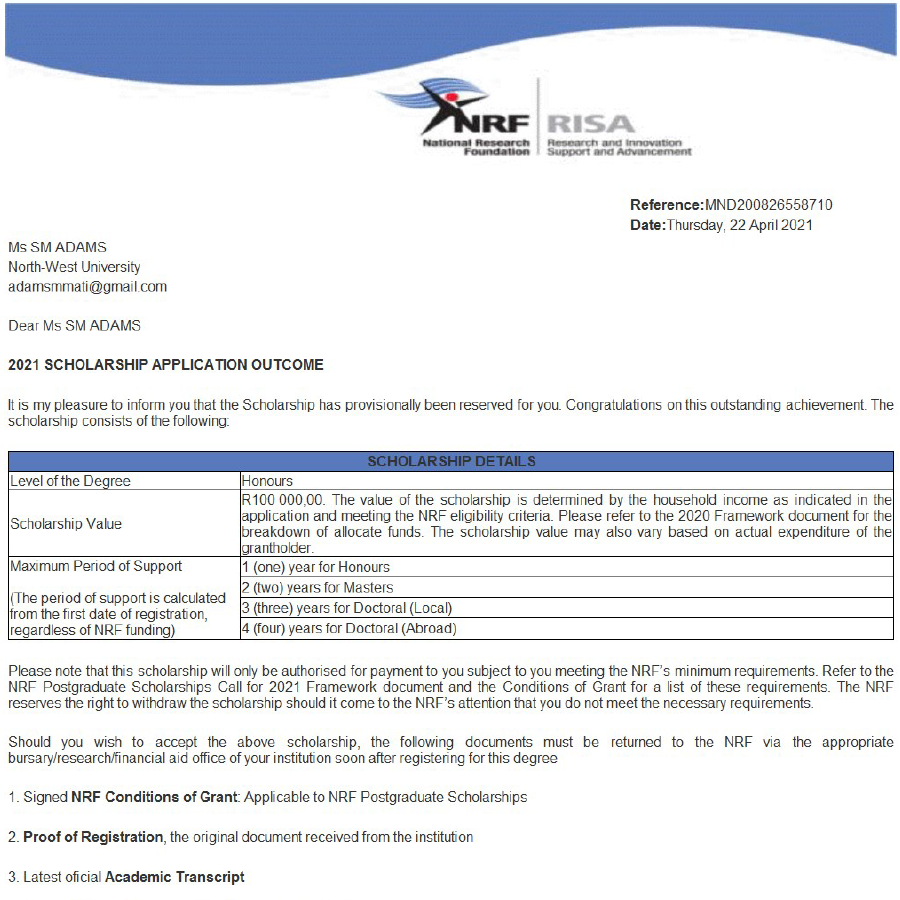 NRF
National Research
Foundation
RISA
Research and Innovation
Support and Advancement
Reference:MND200826558710
Date:Thursday, 22 April 2021
Ms SM ADAMS
North-West University
adamsmmati@gmail.com
Dear Ms SM ADAMS
2021 SCHOLARSHIP APPLICATION OUTCOME
It is my pleasure to inform you that the Scholarship has provisionally been reserved for you. Congratulations on this outstanding achievement. The
scholarship consists of the following:
SCHOLARSHIP DETAILS
Level of the Degree
Honours
Scholarship Value
R100 000,00. The value of the scholarship is determined by the household income as indicated in the
application and meeting the NRF eligibility criteria. Please refer to the 2020 Framework document for the
breakdown of allocate funds. The scholarship value may also vary based on actual expenditure of the
grantholder.
Maximum Period of Support
(The period of support is calculated
from the first date of registration,
regardless of NRF funding)
1 (one) year for Honours
2 (two) years for Masters
3 (three) years for Doctoral (Local)
4 (four) years for Doctoral (Abroad)
Please note that this scholarship will only be authorised for payment to you subject to you meeting the NRF's minimum requirements. Refer to the
NRF Postgraduate Scholarships Call for 2021 Framework document and the Conditions of Grant for a list of these requirements. The NRF
reserves the right to withdraw the scholarship should it come to the NRF's attention that you do not meet the necessary requirements.
Should you wish to accept the above scholarship, the following documents must be returned to the NRF via the appropriate
bursary/research/financial aid office of your institution soon after registering for this degree
1. Signed NRF Conditions of Grant: Applicable to NRF Postgraduate Scholarships
2. Proof of Registration, the original document received from the institution
3. Latest oficial Academic Transcript